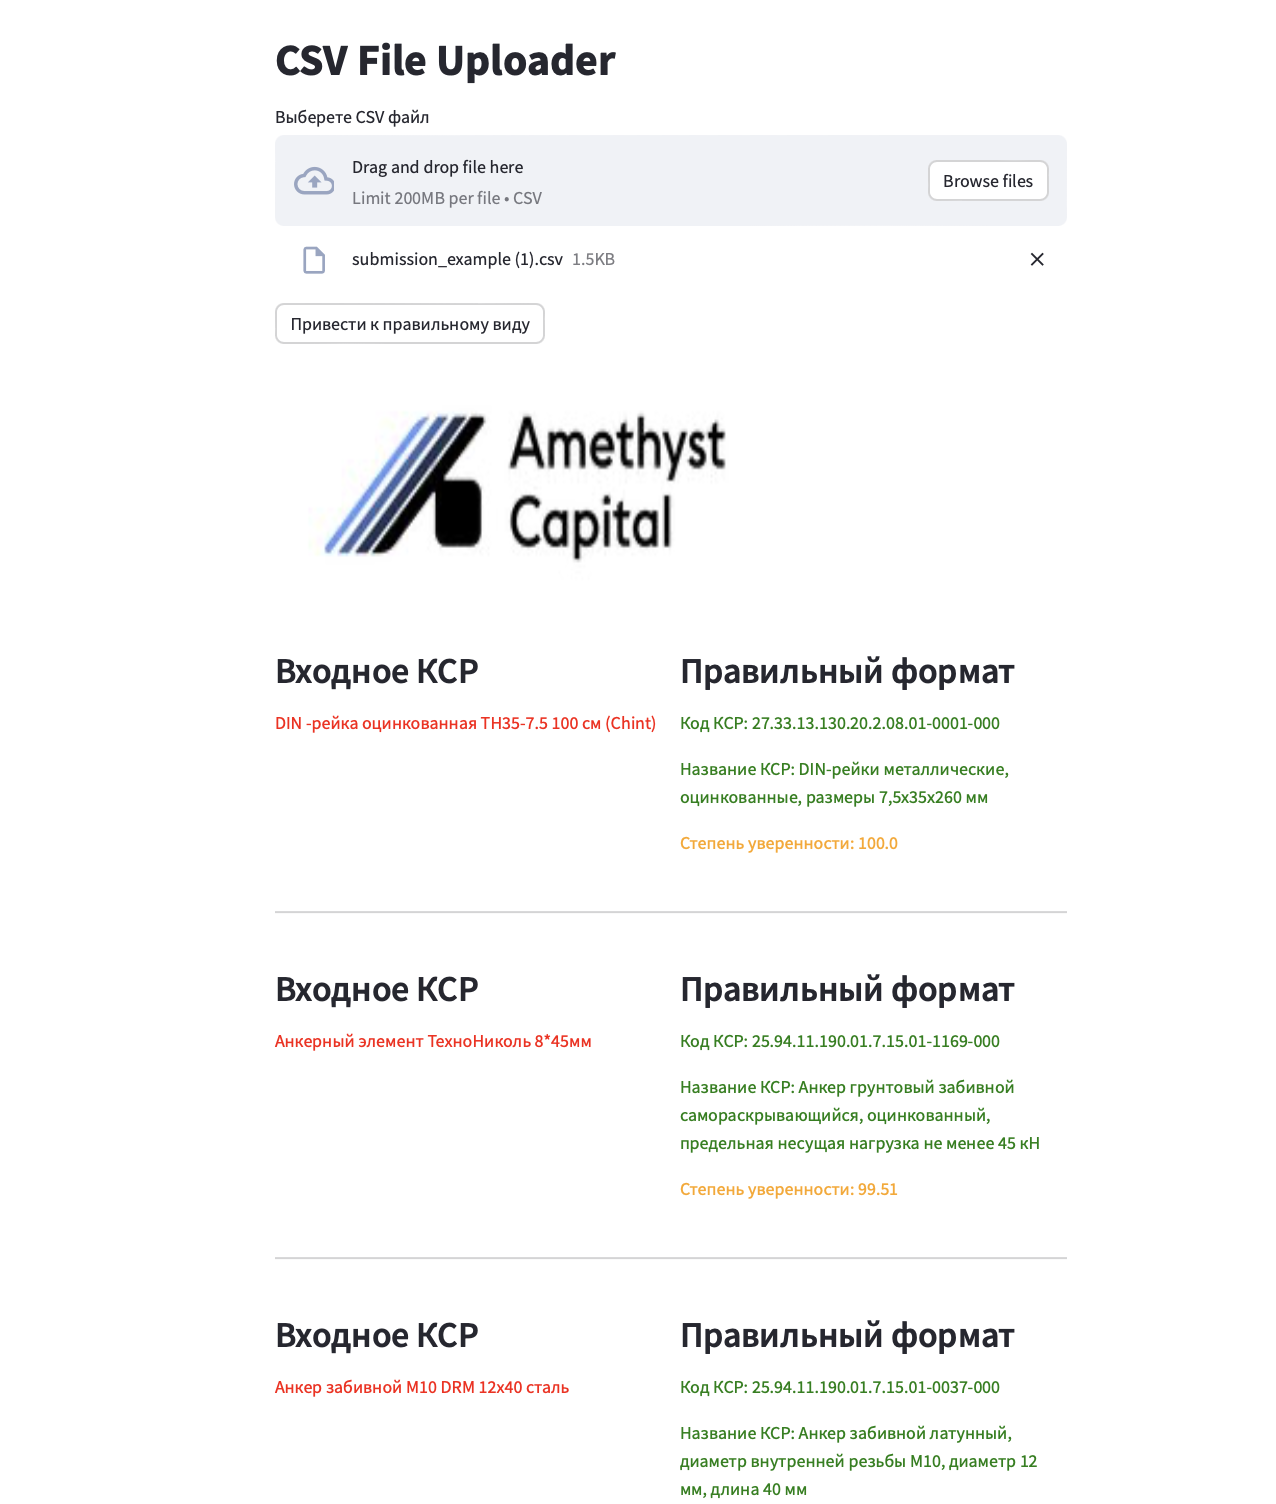 CSV File Uploader
Выберете CSV файл
Drag and drop file here
Limit 200MB per file • CSV
Browse files
submission_example (1).csv 1.5KB
Привести к правильному виду
Amethyst
Capital
Входное КСР
DIN -рейка оцинкованная TH35-7.5 100 см (Chint)
Правильный формат
Код КСР: 27.33.13.130.20.2.08.01-0001-000
Название КСР: DIN-рейки металлические,
оцинкованные, размеры 7,5х35х260 мм
Степень уверенности: 100.0
Входное КСР
Анкерный элемент ТехноНиколь 8*45мм
Правильный формат
Код КСР: 25.94.11.190.01.7.15.01-1169-000
Название КСР: Анкер грунтовый забивной
самораскрывающийся, оцинкованный,
предельная несущая нагрузка не менее 45 кН
Степень уверенности: 99.51
Входное КСР
Анкер забивной М10 DRM 12х40 сталь
Правильный формат
Код КСР: 25.94.11.190.01.7.15.01-0037-000
Название КСР: Анкер забивной латунный,
диаметр внутренней резьбы М10, диаметр 12
мм, длина 40 мм